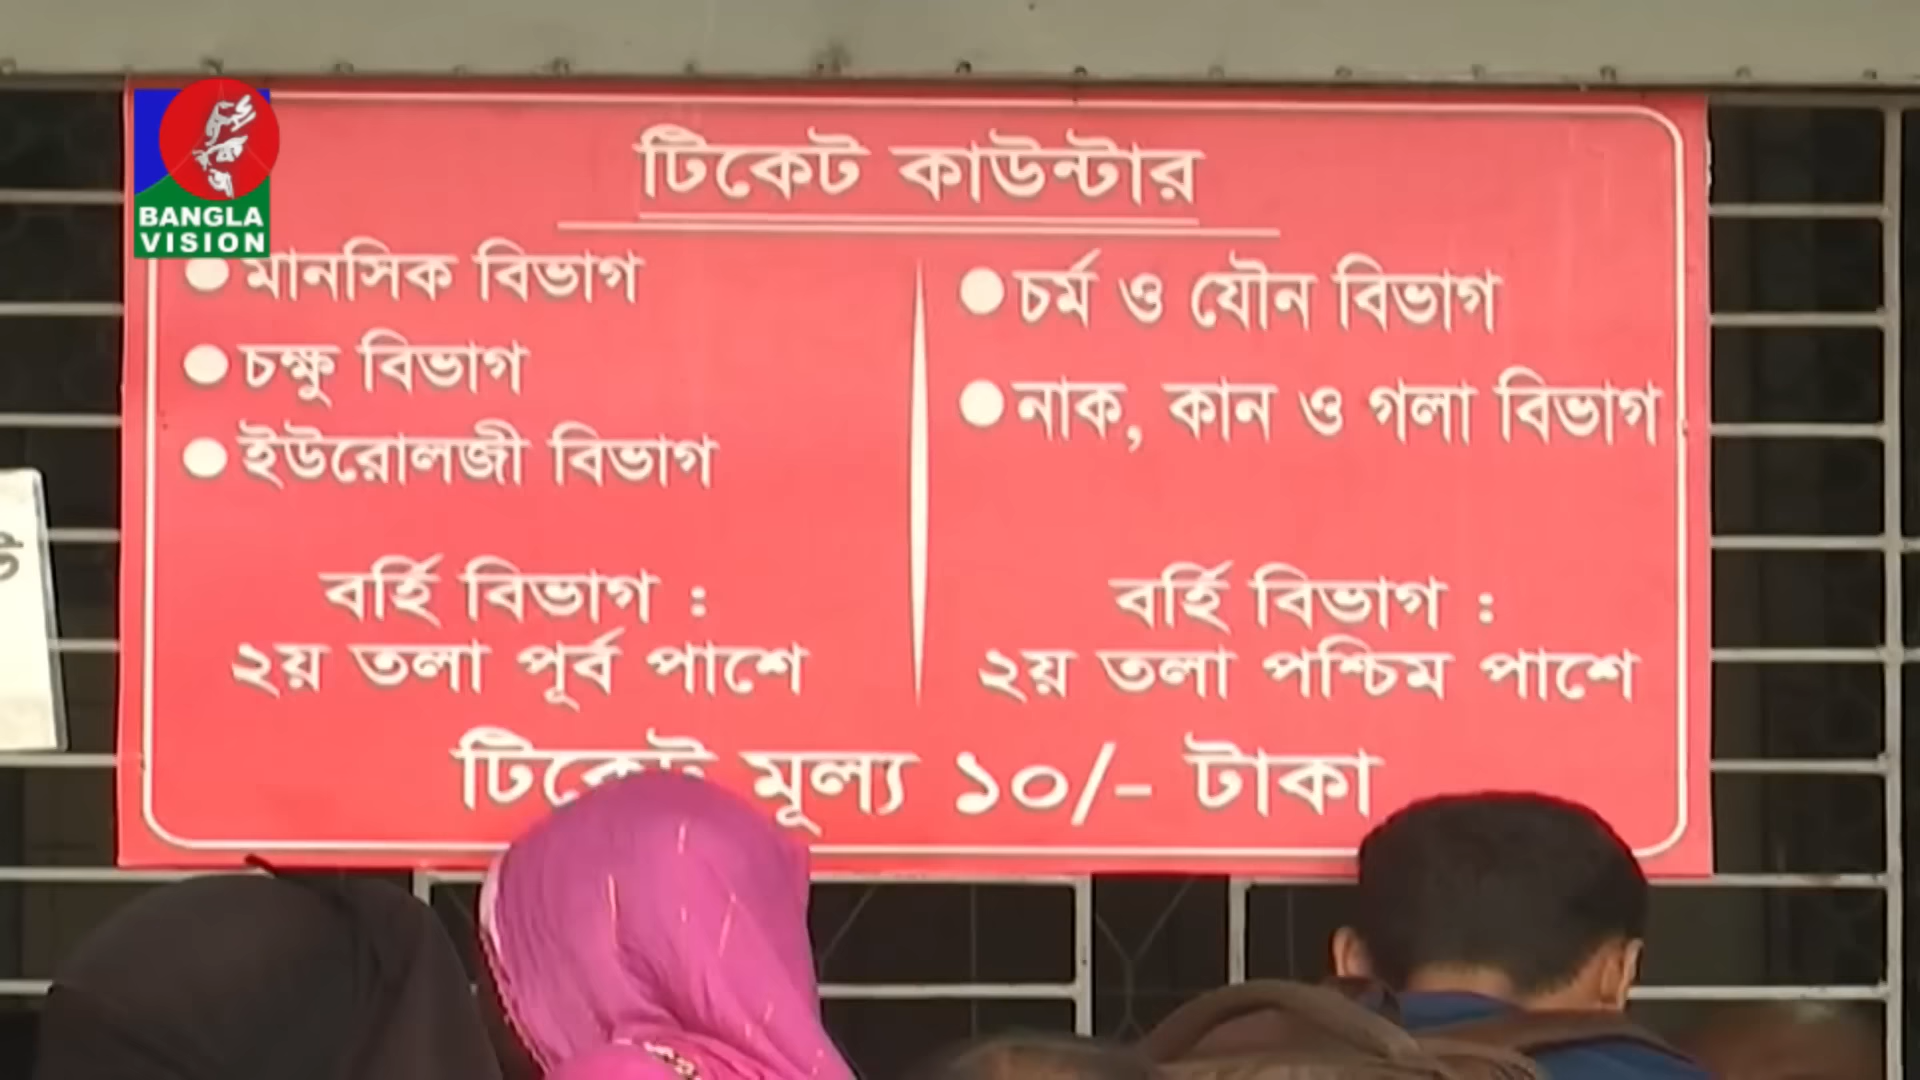 টিকেট কাউন্টার
BANGLA
VISION
মানসিক বিভাগ
চক্ষু বিভাগ
ইউরোলজী বিভাগ
বর্হি বিভাগ :
২য় তলা পূর্ব পাশে
চর্ম ও যৌন বিভাগ
নাক, কান ও গলা বিভাগ
বর্হি বিভাগ :
২য় তলা পশ্চিম পাশে
টিকেট মূল্য ১০/- টাকা